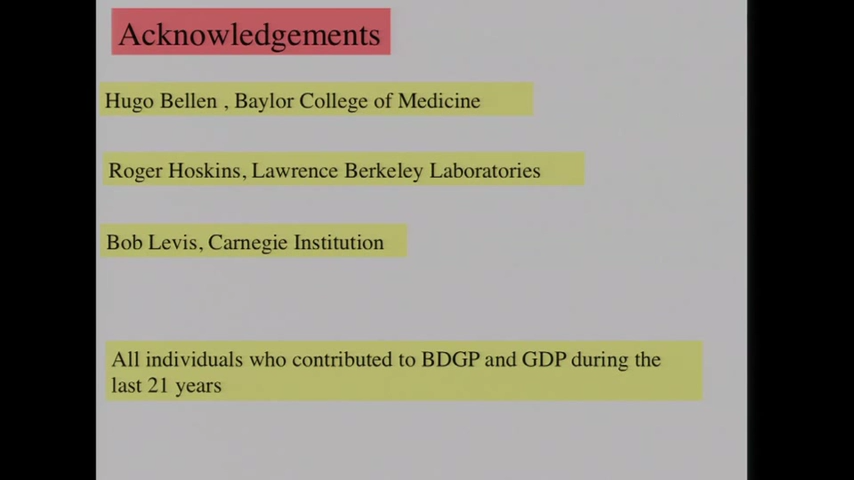 Acknowledgements
Hugo Bellen , Baylor College of Medicine
Roger Hoskins, Lawrence Berkeley Laboratories
Bob Levis, Carnegie Institution
All individuals who contributed to BDGP and GDP during the
last 21 years